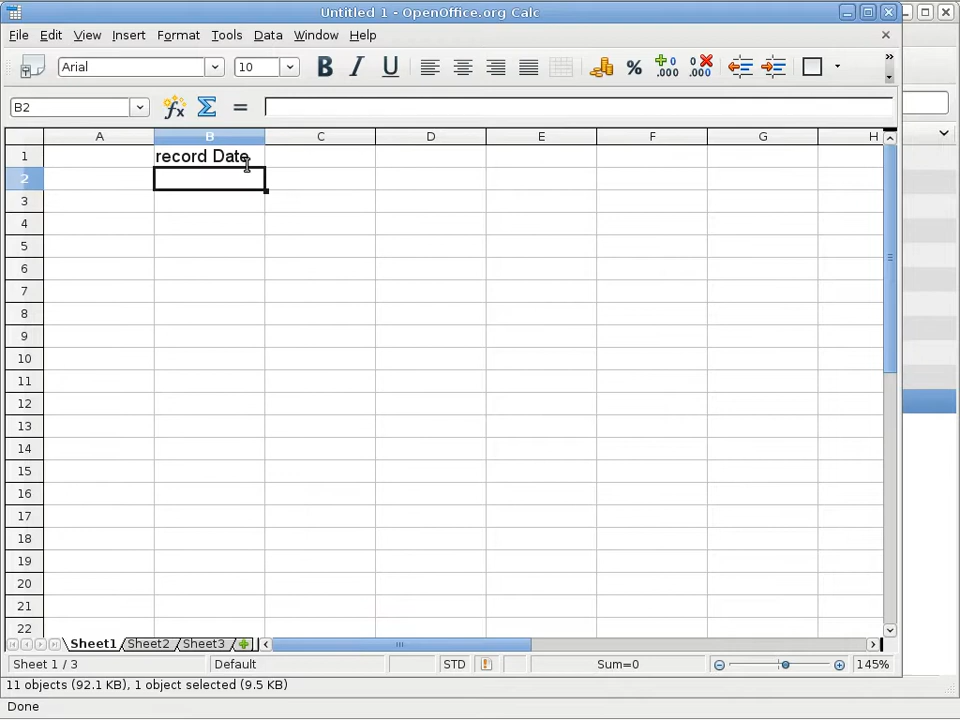 Untitled 1 - OpenOffice.org Calc
File Edit View Insert Format Tools Data Window Help
Arial 10
B2
A B C D E F G H
1 record Date
2
3
4
5
6
7
8
9
10
11
12
13
14
15
16
17
18
19
20
21
22
Sheet1 Sheet2 Sheet3
Sheet 1 / 3 Default STD Sum=0 145%
11 objects (92.1 KB), 1 object selected (9.5 KB)
Done